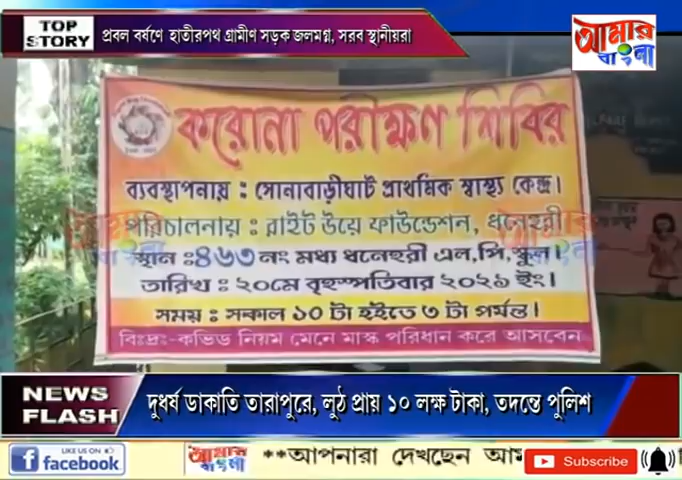 TOP STORY
প্রবল বর্ষণে হাতীরপথ গ্রামীণ সড়ক জলমগ্ন, সরব স্থানীয়রা
আমার বাংলা
করোনা পরীক্ষণ শিবির
ব্যবস্থাপনায় : সোনাবাড়ীঘাট প্রাথমিক স্বাস্থ্য কেন্দ্র।
পরিচালনায় : রাইট উয়ে ফাউন্ডেশন, ধনেহরী
স্থান :৪৬৩ নং মধ্য ধনেহরী এল,পি,স্কুল।
তারিখ : ২০মে বৃহস্পতিবার ২০২১ ইং।
সময় : সকাল ১০ টা হইতে ৩ টা পর্যন্ত।
বিঃদ্রঃ-কভিড নিয়ম মেনে মাস্ক পরিধান করে আসবেন
NEWS FLASH
দুধর্ষ ডাকাতি তারাপুরে, লুঠ প্রায় ১০ লক্ষ টাকা, তদন্তে পুলিশ
LIKE US ON
facebook
আমার বাংলা
**আপনারা দেখছেন আম
Subscribe